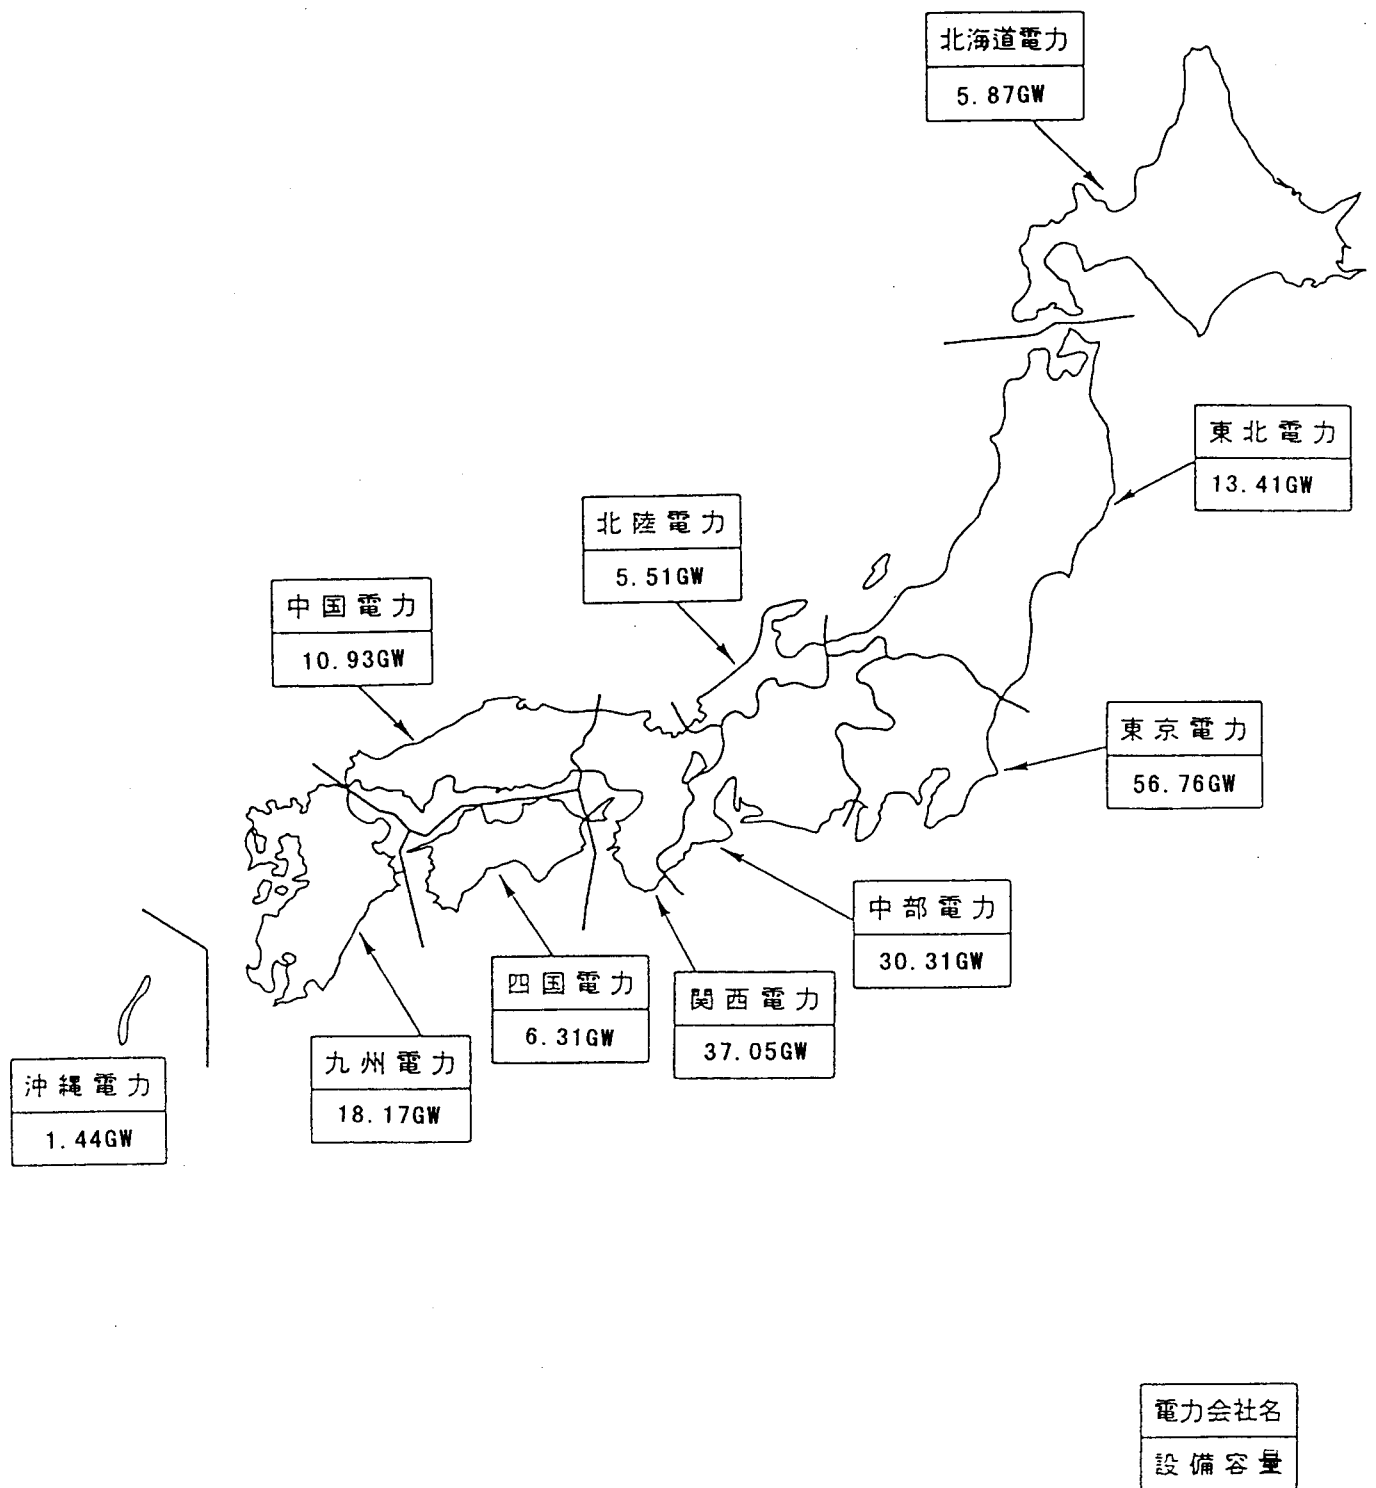 北海道電力
5.87GW
東北電力
13.41GW
北陸電力
5.51GW
中国電力
10.93GW
東京電力
56.76GW
中部電力
30.31GW
四国電力
6.31GW
関西電力
37.05GW
九州電力
18.17GW
沖縄電力
1.44GW
電力会社名
設備容量